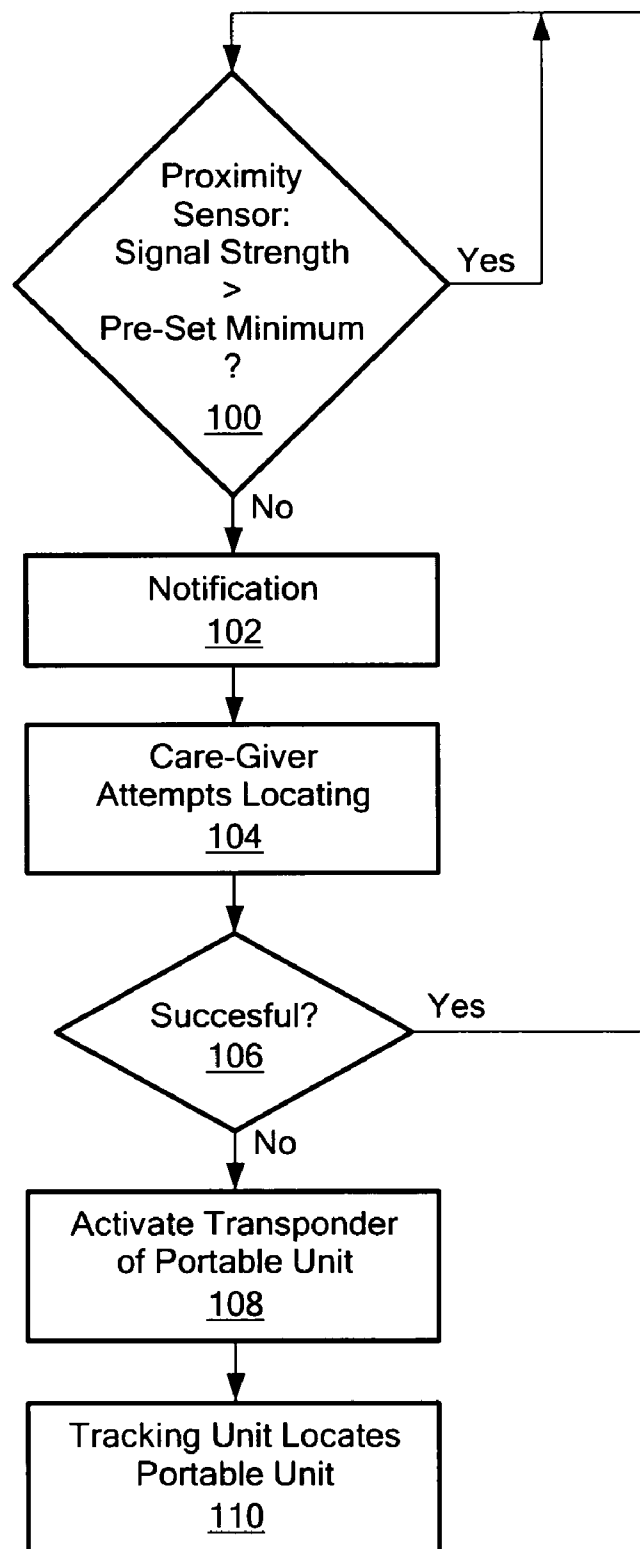 Proximity
Sensor:
Signal Strength
>
Pre-Set Minimum
?
100
Yes
No
Notification
102
Care-Giver
Attempts Locating
104
Succesful?
106
Yes
No
Activate Transponder
of Portable Unit
108
Tracking Unit Locates
Portable Unit
110